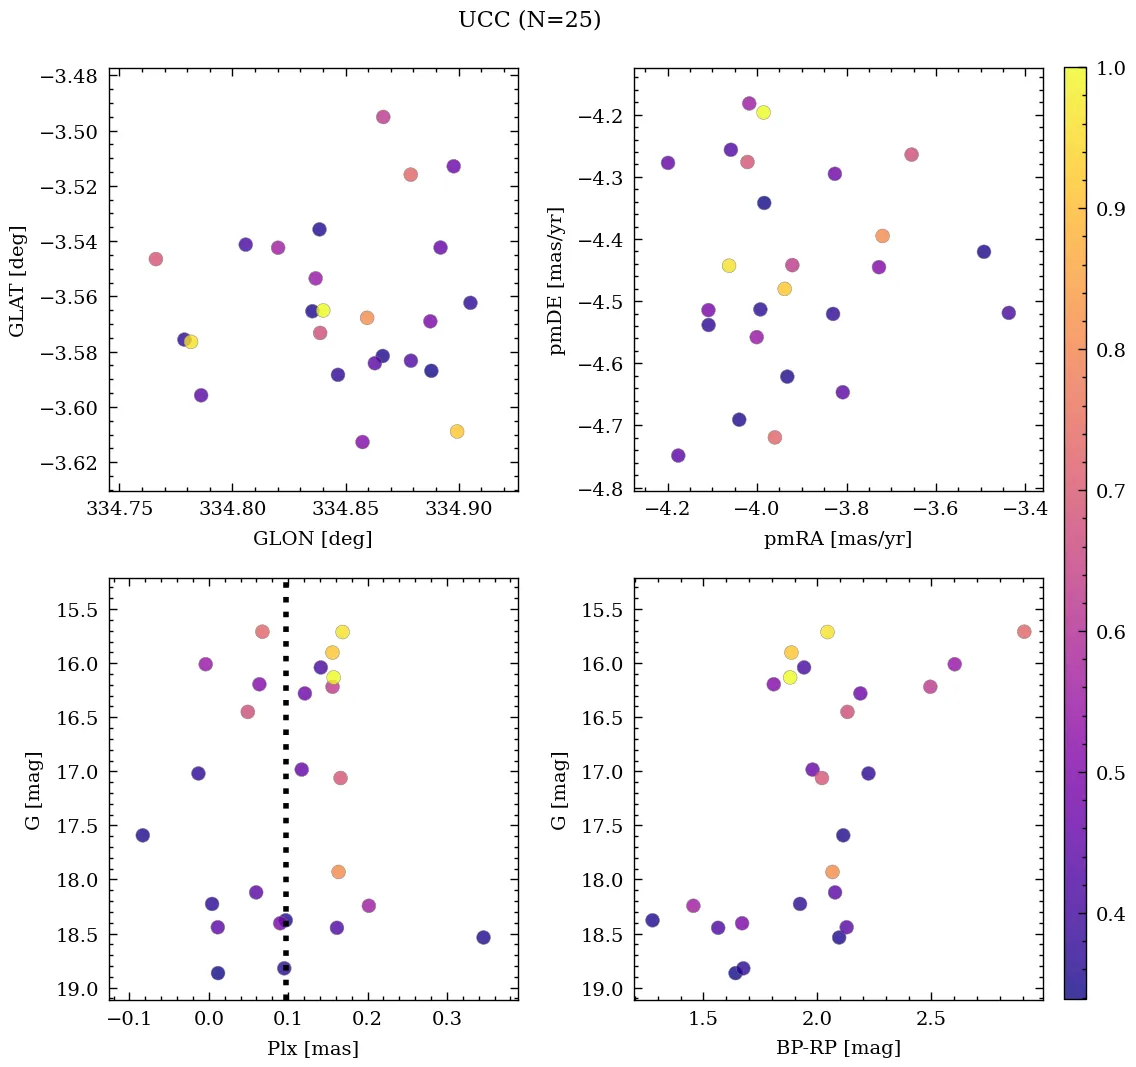 UCC (N=25)
−3.48
−3.50
−3.52
−3.54
−3.56
−3.58
−3.60
−3.62
GLAT [deg]
334.75 334.80 334.85 334.90
GLON [deg]
−4.2
−4.3
−4.4
−4.5
−4.6
−4.7
−4.8
pmDE [mas/yr]
−4.2 −4.0 −3.8 −3.6 −3.4
pmRA [mas/yr]
15.5
16.0
16.5
17.0
17.5
18.0
18.5
19.0
G [mag]
−0.1 0.0 0.1 0.2 0.3
Plx [mas]
15.5
16.0
16.5
17.0
17.5
18.0
18.5
19.0
G [mag]
1.5 2.0 2.5
BP-RP [mag]
1.0
0.9
0.8
0.7
0.6
0.5
0.4